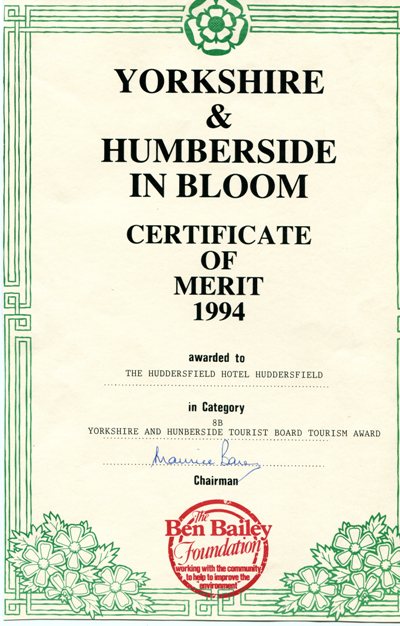 YORKSHIRE
&
HUMBERSIDE
IN BLOOM
CERTIFICATE
OF
MERIT
1994
awarded to
THE HUDDERSFIELD HOTEL HUDDERSFIELD
in Category
8B
YORKSHIRE AND HUNBERSIDE TOURIST BOARD TOURISM AWARD
Maurice
Chairman
The
Ben Bailey
Foundation
working with the community
to help to improve the
environment